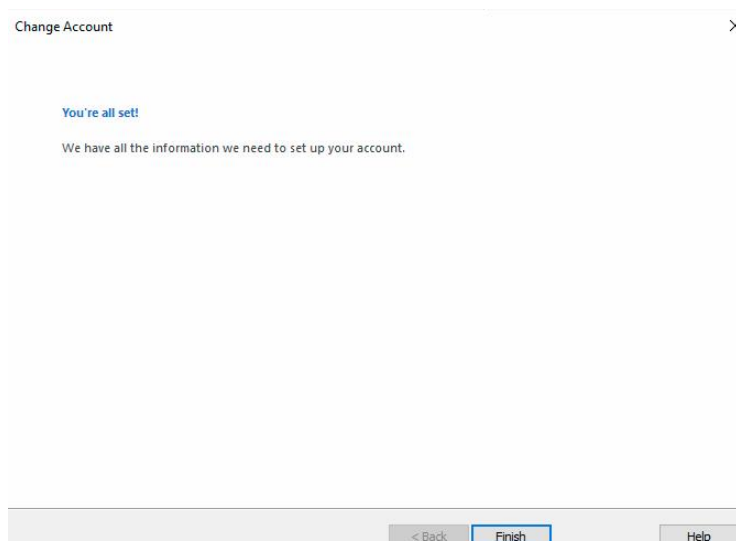 Change Account
You're all set!
We have all the information we need to set up your account.
< Back Finish Help